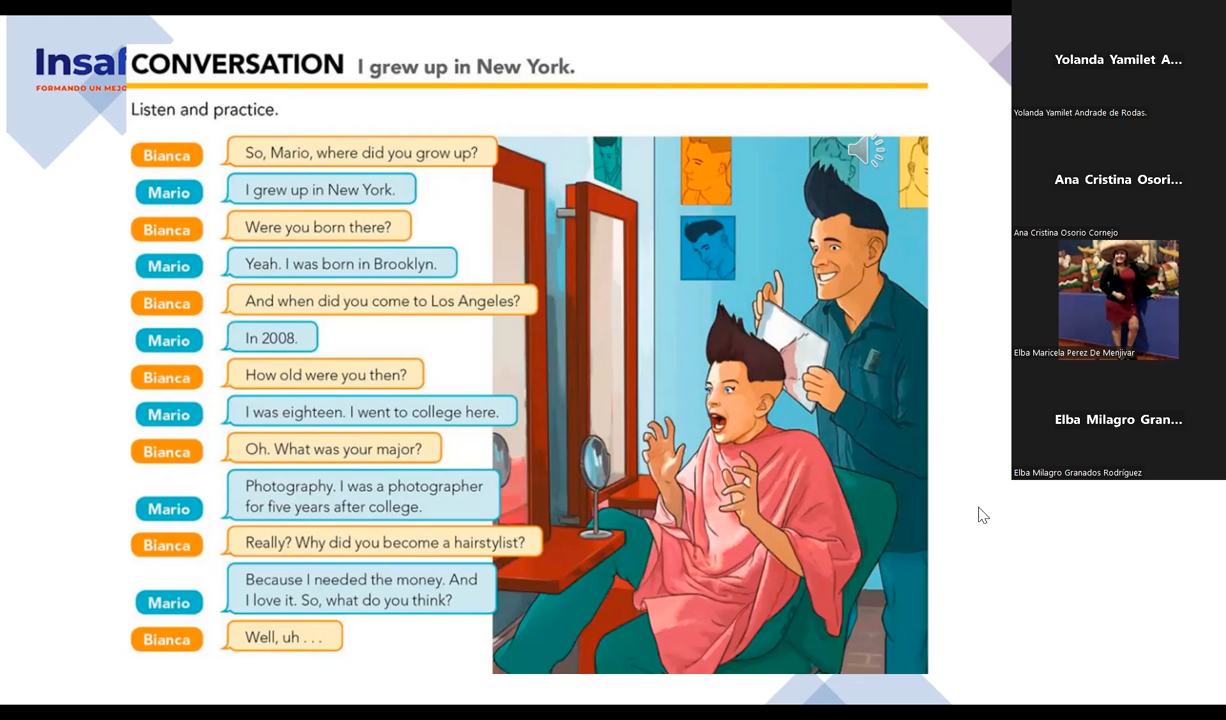 Insaf
FORMANDO UN MEJO
CONVERSATION I grew up in New York.
Listen and practice.
Bianca So, Mario, where did you grow up?
Mario I grew up in New York.
Bianca Were you born there?
Mario Yeah. I was born in Brooklyn.
Bianca And when did you come to Los Angeles?
Mario In 2008.
Bianca How old were you then?
Mario I was eighteen. I went to college here.
Bianca Oh. What was your major?
Mario Photography. I was a photographer
for five years after college.
Bianca Really? Why did you become a hairstylist?
Mario Because I needed the money. And
I love it. So, what do you think?
Bianca Well, uh . . .
Yolanda Yamilet A...
Yolanda Yamilet Andrade de Rodas.
Ana Cristina Osori...
Ana Cristina Osorio Cornejo
Elba Maricela Perez De Menjivar
Elba Milagro Gran...
Elba Milagro Granados Rodríguez